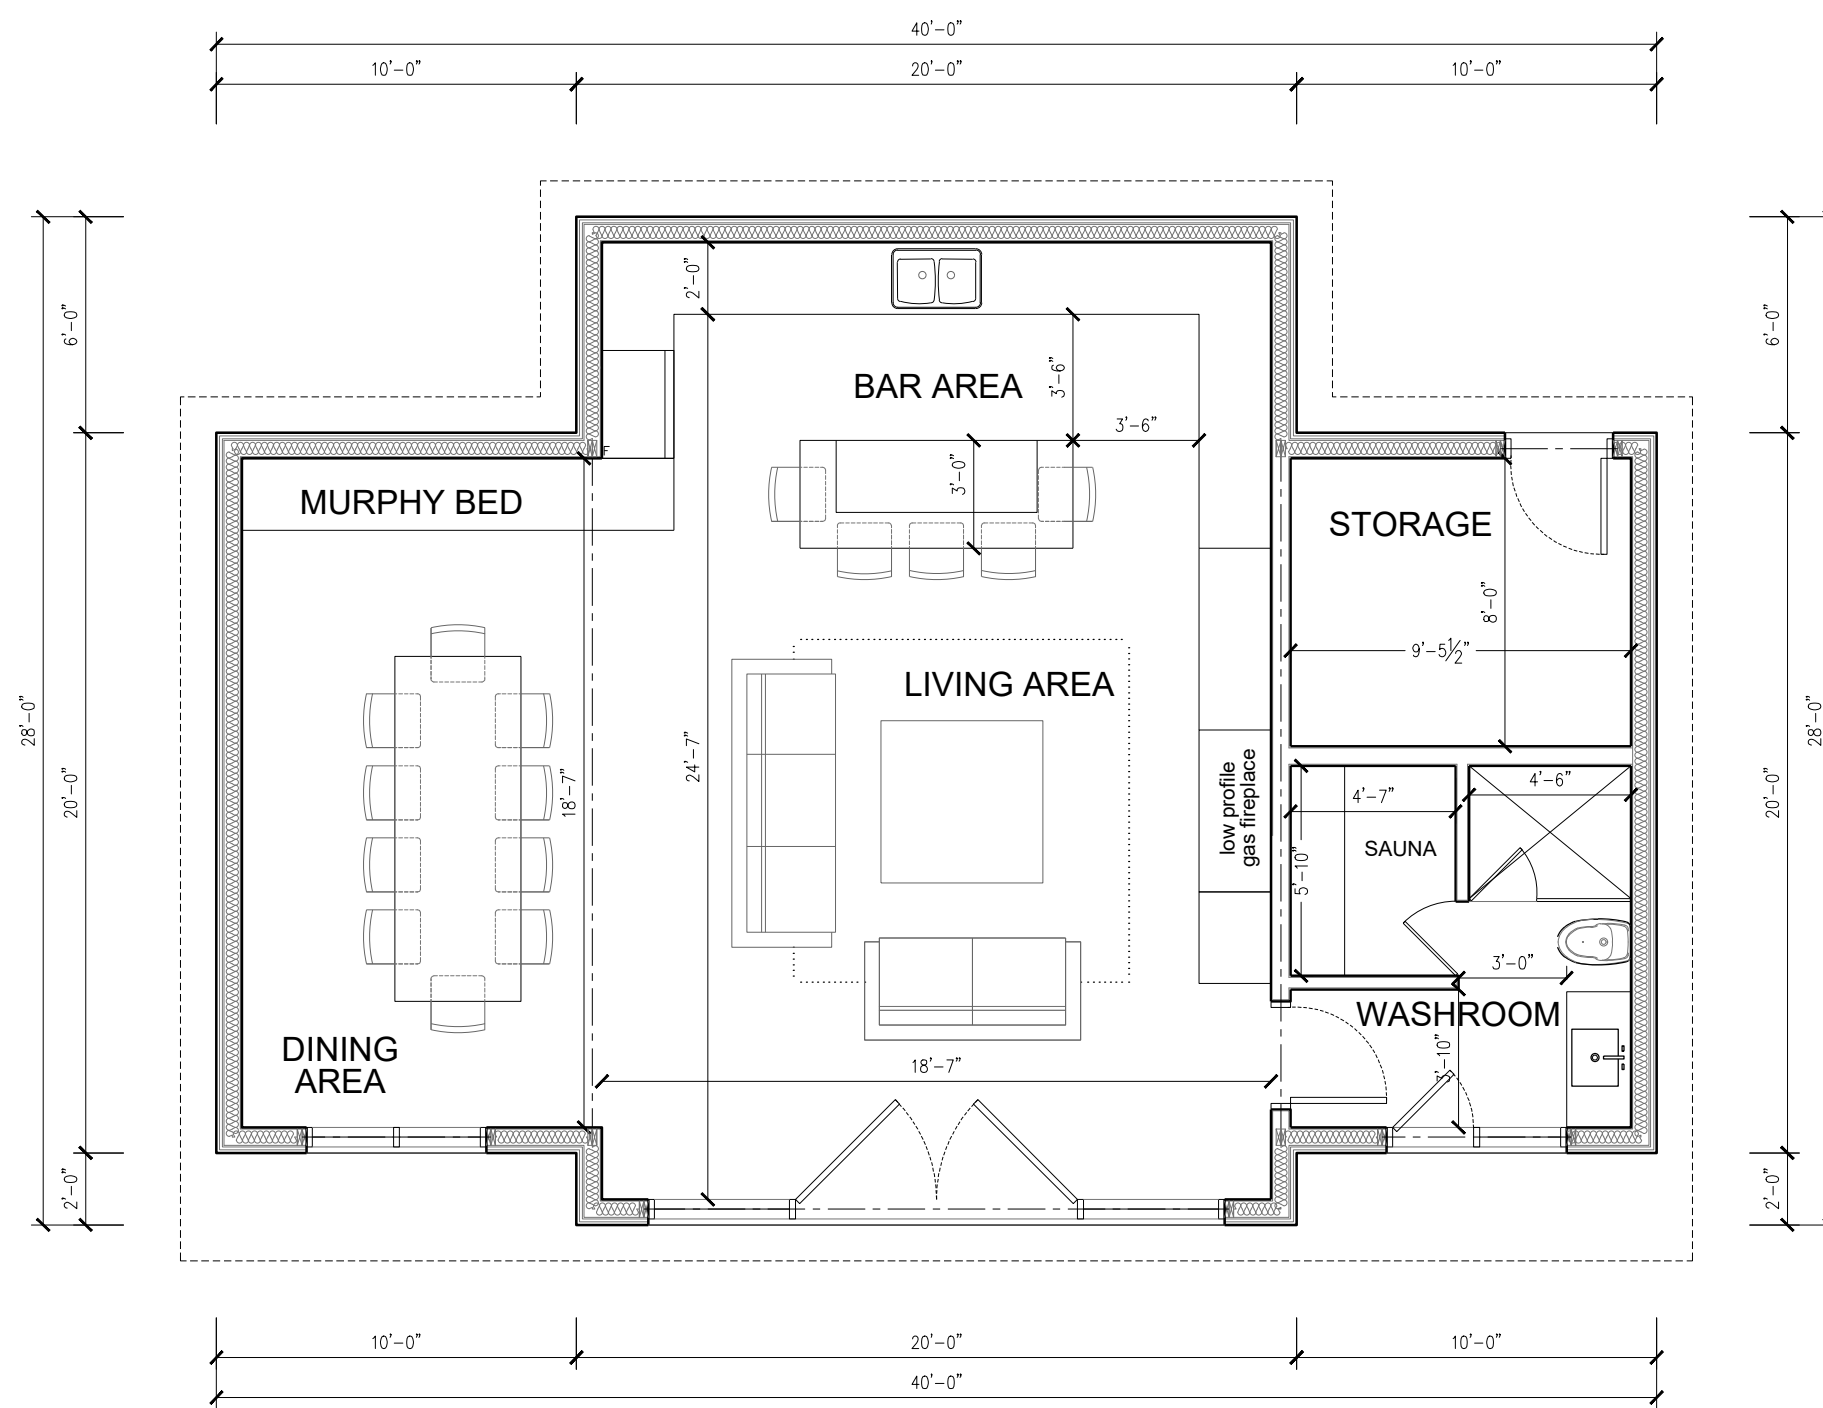 40'-0"
10'-0"
20'-0"
10'-0"
2'-0"
6'-0"
6'-0"
BAR AREA
3'-6"
3'-6"
F
3'-0"
MURPHY BED
STORAGE
8'-0"
9'-5½"
LIVING AREA
28'-0"
20'-0"
18'-7"
24'-7"
low profile
gas fireplace
4'-7"
4'-6"
SAUNA
5'-10"
20'-0"
28'-0"
3'-0"
WASHROOM
DINING
AREA
18'-7"
2'-0"
2'-0"
10'-0"
20'-0"
10'-0"
40'-0"